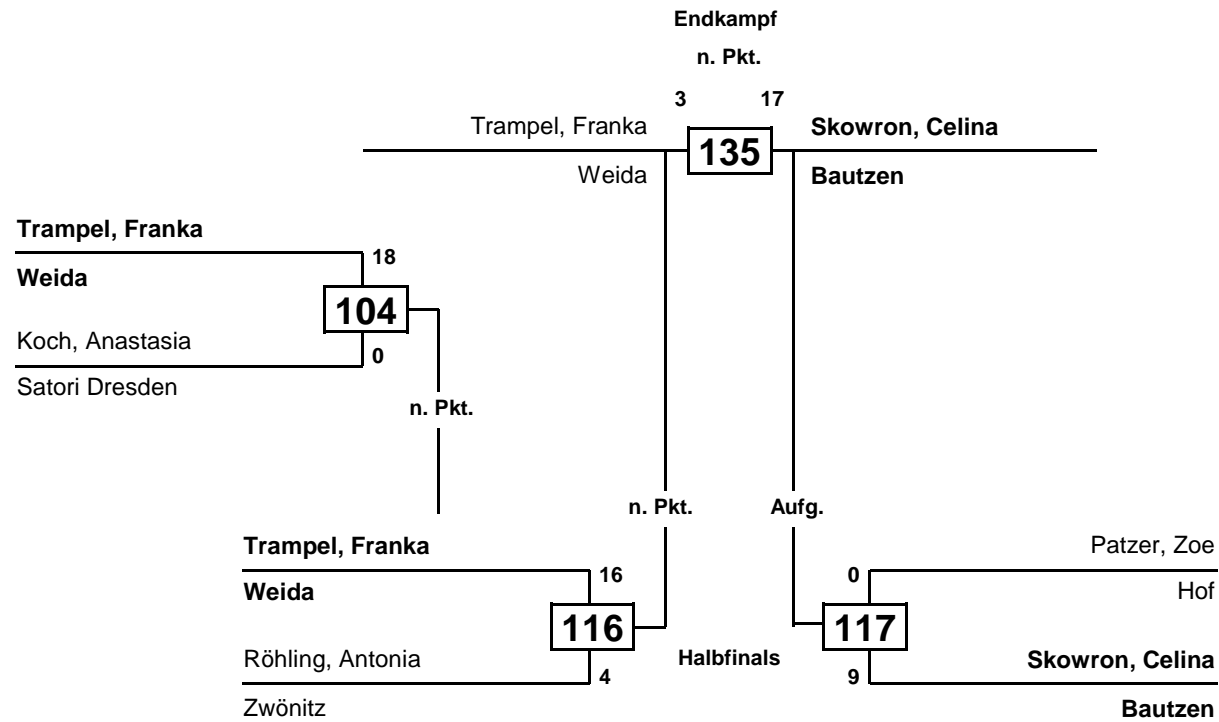 Endkampf
n. Pkt.
3 17
Trampel, Franka
Weida
135
Skowron, Celina
Bautzen
Trampel, Franka
Weida
18
104
Koch, Anastasia
Satori Dresden
0
n. Pkt.
n. Pkt.
Aufg.
Trampel, Franka
Weida
16
116
Röhling, Antonia
Zwönitz
4
Halbfinals
Patzer, Zoe
Hof
0
117
Skowron, Celina
Bautzen
9